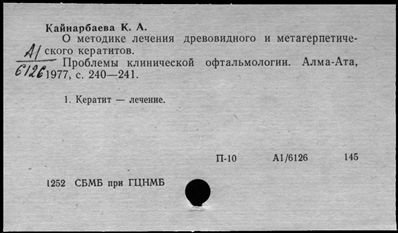 Кайнарбаева К. А.
О методике лечения древовидного и метагерпетиче-
ского кератитов.
А1/6126
Проблемы клинической офтальмологии. Алма-Ата,
1977, с. 240—241.
1. Кератит — лечение.
П-10 А1/6126 145
1252 СБМБ при ГЦНМБ